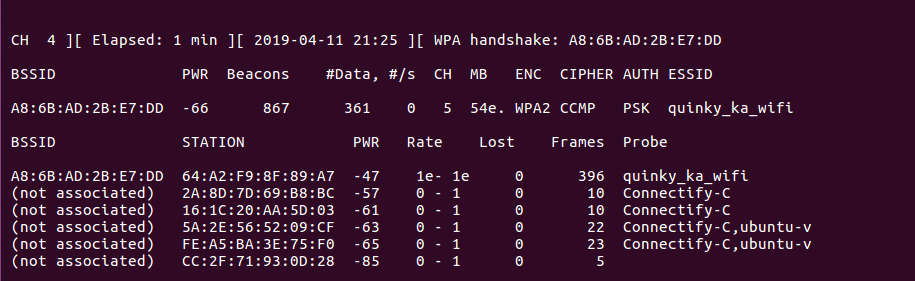 CH  4 ][ Elapsed: 1 min ][ 2019-04-11 21:25 ][ WPA handshake: A8:6B:AD:2B:E7:DD
BSSID              PWR  Beacons    #Data, #/s  CH  MB   ENC  CIPHER AUTH ESSID
A8:6B:AD:2B:E7:DD  -66      867      361    0   5  54e. WPA2 CCMP   PSK  quinky_ka_wifi
BSSID              STATION            PWR   Rate    Lost    Frames  Probe
A8:6B:AD:2B:E7:DD  64:A2:F9:8F:89:A7  -47    1e- 1e     0      396  quinky_ka_wifi
(not associated)   2A:8D:7D:69:B8:BC  -57    0 - 1      0       10  Connectify-C
(not associated)   16:1C:20:AA:5D:03  -61    0 - 1      0       10  Connectify-C
(not associated)   5A:2E:56:52:09:CF  -63    0 - 1      0       22  Connectify-C,ubuntu-v
(not associated)   FE:A5:BA:3E:75:F0  -65    0 - 1      0       23  Connectify-C,ubuntu-v
(not associated)   CC:2F:71:93:0D:28  -85    0 - 1      0        5